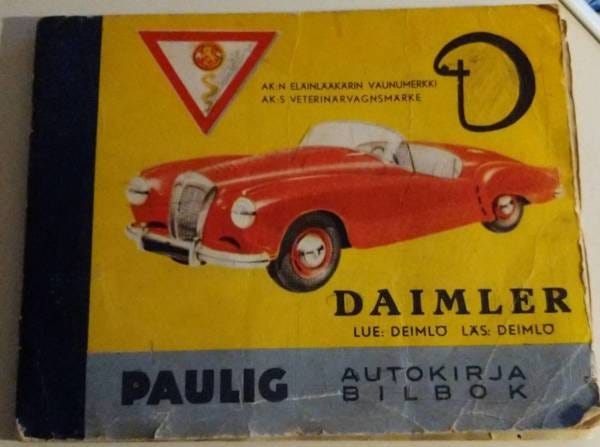 AK:N ELÄINLÄÄKÄRIN VAUNUMERKKI
AK:S VETERINÄRVAGNSMÄRKE
D
DAIMLER
LUE: DEIMLÖ LÄS: DEIMLÖ
PAULIG
AUTOKIRJA
BILBOK